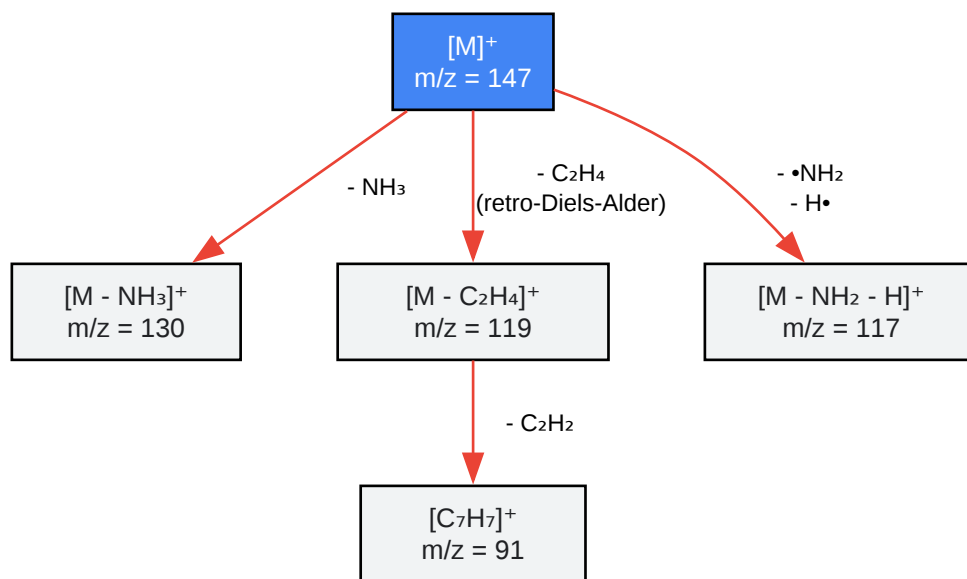 [M]⁺
m/z = 147
- NH₃
- C₂H₄
(retro-Diels-Alder)
- •NH₂
- H•
[M - NH₃]⁺
m/z = 130
[M - C₂H₄]⁺
m/z = 119
[M - NH₂ - H]⁺
m/z = 117
- C₂H₂
[C₇H₇]⁺
m/z = 91